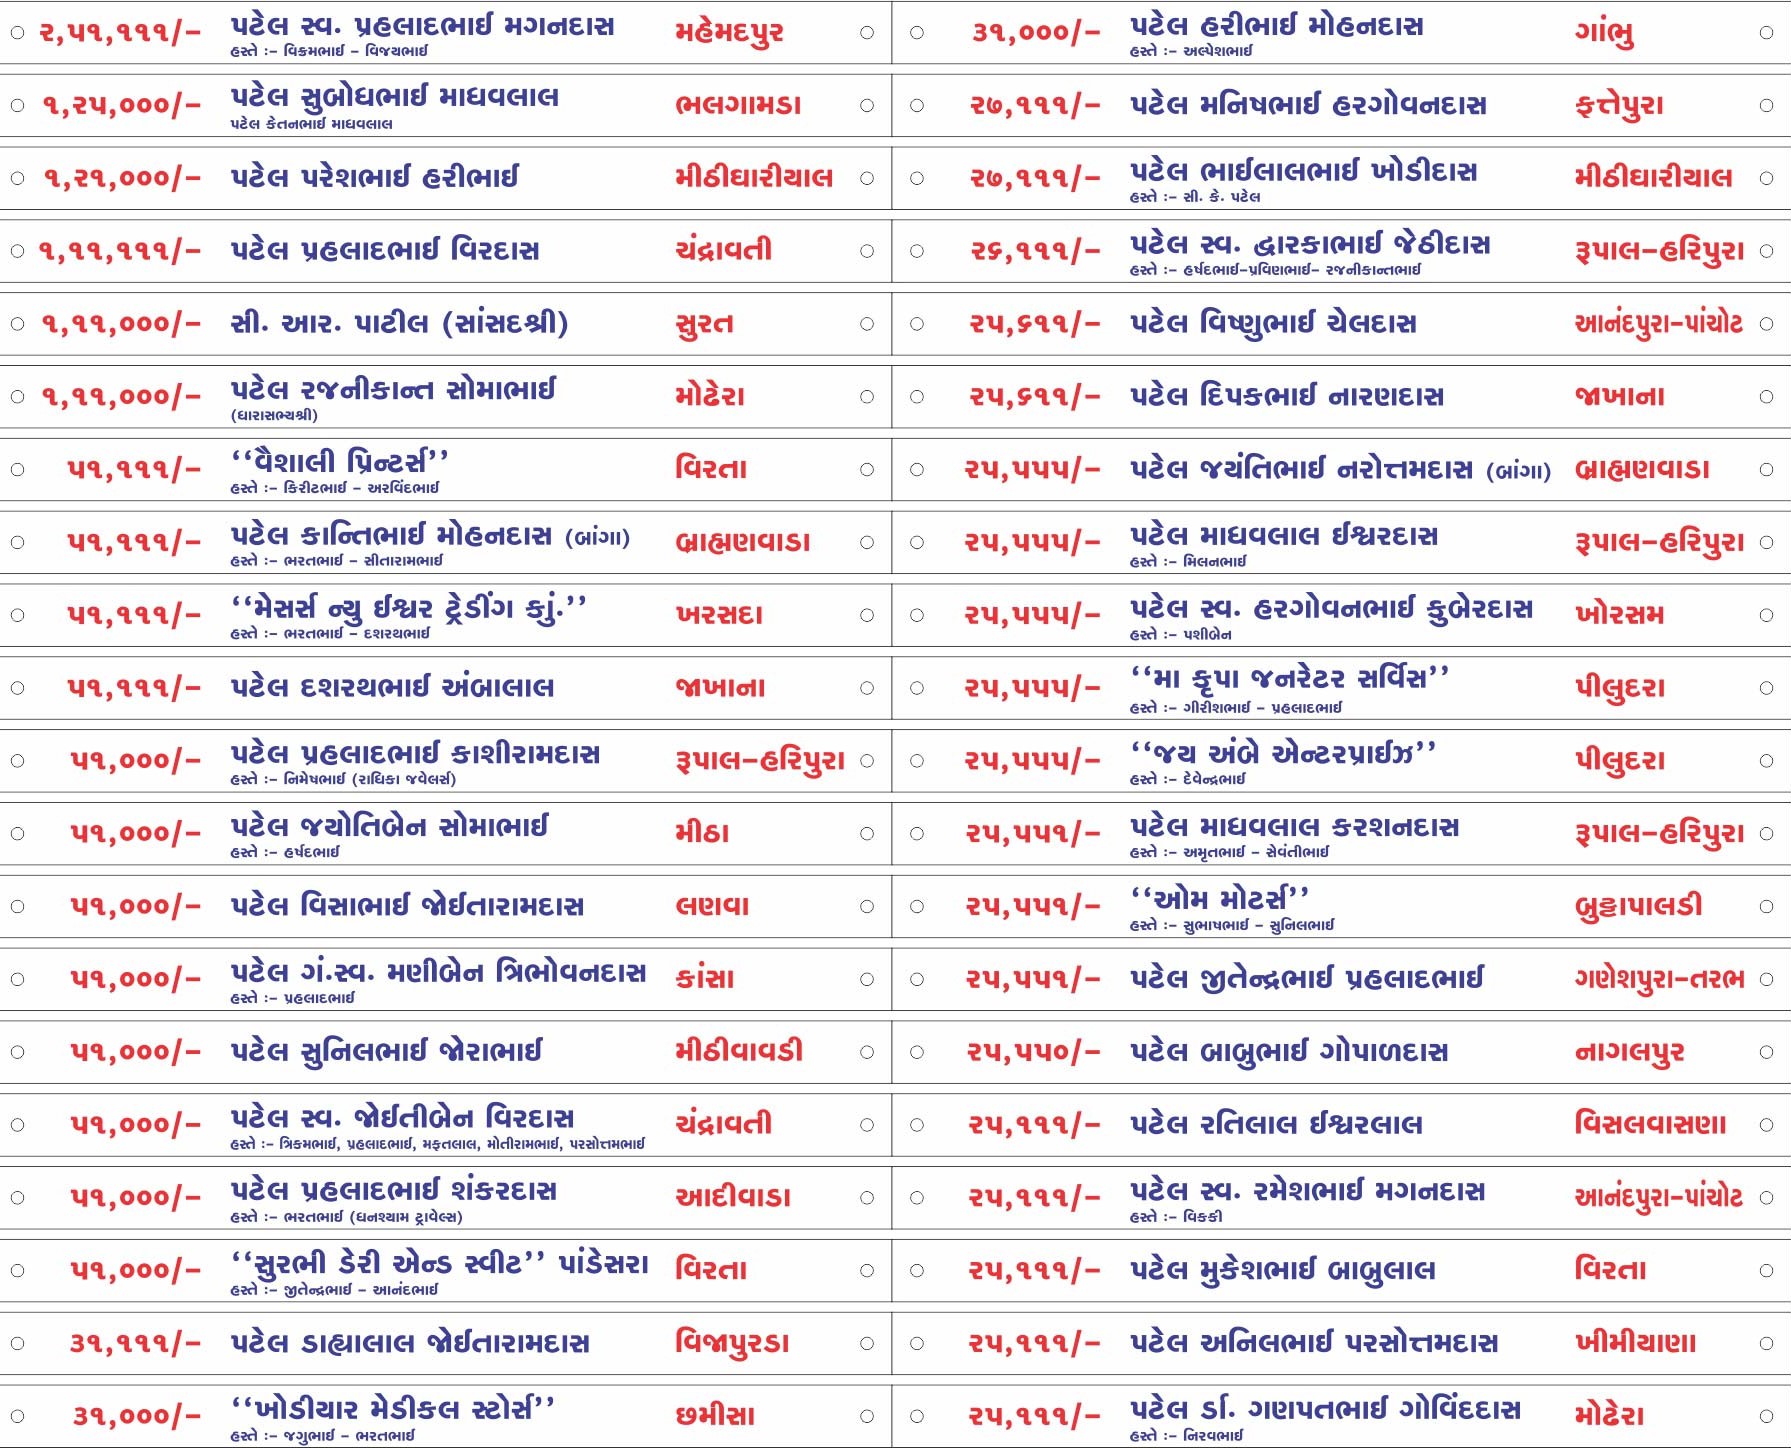 ૨,૫૧,૧૧૧/– પટેલ સ્વ. પ્રહલાદભાઈ મગનદાસ મહેમદપુર
હસ્તે :– વિક્રમભાઈ – વિજયભાઈ
૧,૨૫,૦૦૦/– પટેલ સુબોધભાઈ માધવલાલ ભલગામડા
પટેલ કેતનભાઈ માધવલાલ
૧,૨૧,૦૦૦/– પટેલ પરેશભાઈ હરીભાઈ મીઠીઘારીયાલ
૧,૧૧,૧૧૧/– પટેલ પ્રહલાદભાઈ વિરદાસ ચંદ્રાવતી
૧,૧૧,૦૦૦/– સી. આર. પાટીલ (સાંસદશ્રી) સુરત
૧,૧૧,૦૦૦/– પટેલ રજનીકાન્ત સોમાભાઈ મોઢેરા
(ધારાસભ્યશ્રી)
૫૧,૧૧૧/– ‘‘વૈશાલી પ્રિન્ટર્સ’’ વિરતા
હસ્તે :– કિરીટભાઈ – અરવિંદભાઈ
૫૧,૧૧૧/– પટેલ કાન્તિભાઈ મોહનદાસ (બાંગા) બ્રાહ્મણવાડા
હસ્તે :– ભરતભાઈ – સીતારામભાઈ
૫૧,૧૧૧/– ‘‘મેસર્સ ન્યુ ઈશ્વર ટ્રેડીંગ ક્યું.’’ ખરસદા
હસ્તે :– ભરતભાઈ – દશરથભાઈ
૫૧,૧૧૧/– પટેલ દશરથભાઈ અંબાલાલ જાખાના
૫૧,૦૦૦/– પટેલ પ્રહલાદભાઈ કાશીરામદાસ રૂપાલ–હરિપુરા
હસ્તે :– નિમેષભાઈ (રાધિકા જવેલર્સ)
૫૧,૦૦૦/– પટેલ જયોતિબેન સોમાભાઈ મીઠા
હસ્તે :– હર્ષદભાઈ
૫૧,૦૦૦/– પટેલ વિસાભાઈ જોઈતારામદાસ લણવા
૫૧,૦૦૦/– પટેલ ગં.સ્વ. મણીબેન ત્રિભોવનદાસ કાંસા
હસ્તે :– પ્રહલાદભાઈ
૫૧,૦૦૦/– પટેલ સુનિલભાઈ જોરાભાઈ મીઠીવાવડી
૫૧,૦૦૦/– પટેલ સ્વ. જોઈતીબેન વિરદાસ ચંદ્રાવતી
હસ્તે :– ત્રિકમભાઈ, પ્રહલાદભાઈ, મફતલાલ, મોતીરામભાઈ, પરસોત્તમભાઈ
૫૧,૦૦૦/– પટેલ પ્રહલાદભાઈ શંકરદાસ આદીવાડા
હસ્તે :– ભરતભાઈ (ધનશ્યામ ટ્રાવેલ્સ)
૫૧,૦૦૦/– ‘‘સુરભી ડેરી એન્ડ સ્વીટ’’ પાંડેસરા વિરતા
હસ્તે :– જીતેન્દ્રભાઈ – આનંદભાઈ
૩૧,૧૧૧/– પટેલ ડાહ્યાલાલ જોઈતારામદાસ વિજાપુરડા
૩૧,૦૦૦/– ‘‘ખોડીયાર મેડીકલ સ્ટોર્સ’’ છમીસા
હસ્તે :– જગુભાઈ – ભરતભાઈ
૩૧,૦૦૦/– પટેલ હરીભાઈ મોહનદાસ ગાંભુ
હસ્તે :– અલ્પેશભાઈ
૨૭,૧૧૧/– પટેલ મનિષભાઈ હરગોવનદાસ ફત્તેપુરા
૨૭,૧૧૧/– પટેલ ભાઈલાલભાઈ ખોડીદાસ મીઠીઘારીયાલ
હસ્તે :– સી. કે. પટેલ
૨૬,૧૧૧/– પટેલ સ્વ. દ્વારકાભાઈ જેઠીદાસ રૂપાલ–હરિપુરા
હસ્તે :– હર્ષદભાઈ–પ્રવિણભાઈ– રજનીકાન્તભાઈ
૨૫,૬૧૧/– પટેલ વિષ્ણુભાઈ ચેલદાસ આનંદપુરા–પાંચોટ
૨૫,૬૧૧/– પટેલ દિપકભાઈ નારણદાસ જાખાના
૨૫,૫૫૫/– પટેલ જયંતિભાઈ નરોત્તમદાસ (બાંગા) બ્રાહ્મણવાડા
૨૫,૫૫૫/– પટેલ માધવલાલ ઈશ્વરદાસ રૂપાલ–હરિપુરા
હસ્તે :– મિલનભાઈ
૨૫,૫૫૫/– પટેલ સ્વ. હરગોવનભાઈ કુબેરદાસ ખોરસમ
હસ્તે :– પશીબેન
૨૫,૫૫૫/– ‘‘મા કૃપા જનરેટર સર્વિસ’’ પીલુદરા
હસ્તે :– ગીરીશભાઈ – પ્રહલાદભાઈ
૨૫,૫૫૫/– ‘‘જય અંબે એન્ટરપ્રાઈઝ’’ પીલુદરા
હસ્તે :– દેવેન્દ્રભાઈ
૨૫,૫૫૧/– પટેલ માધવલાલ કરશનદાસ રૂપાલ–હરિપુરા
હસ્તે :– અમૃતભાઈ – સેવંતીભાઈ
૨૫,૫૫૧/– ‘‘ઓમ મોટર્સ’’ બુટ્ટાપાલડી
હસ્તે :– સુભાષભાઈ – સુનિલભાઈ
૨૫,૫૫૧/– પટેલ જીતેન્દ્રભાઈ પ્રહલાદભાઈ ગણેશપુરા–તરભ
૨૫,૫૫૦/– પટેલ બાબુભાઈ ગોપાળદાસ નાગલપુર
૨૫,૧૧૧/– પટેલ રતિલાલ ઈશ્વરલાલ વિસલવાસણા
૨૫,૧૧૧/– પટેલ સ્વ. રમેશભાઈ મગનદાસ આનંદપુરા–પાંચોટ
હસ્તે :– વિકકી
૨૫,૧૧૧/– પટેલ મુકેશભાઈ બાબુલાલ વિરતા
૨૫,૧૧૧/– પટેલ અનિલભાઈ પરસોત્તમદાસ ખીમીયાણા
૨૫,૧૧૧/– પટેલ ર્ડા. ગણપતભાઈ ગોવિંદદાસ મોઢેરા
હસ્તે :– નિરવભાઈ